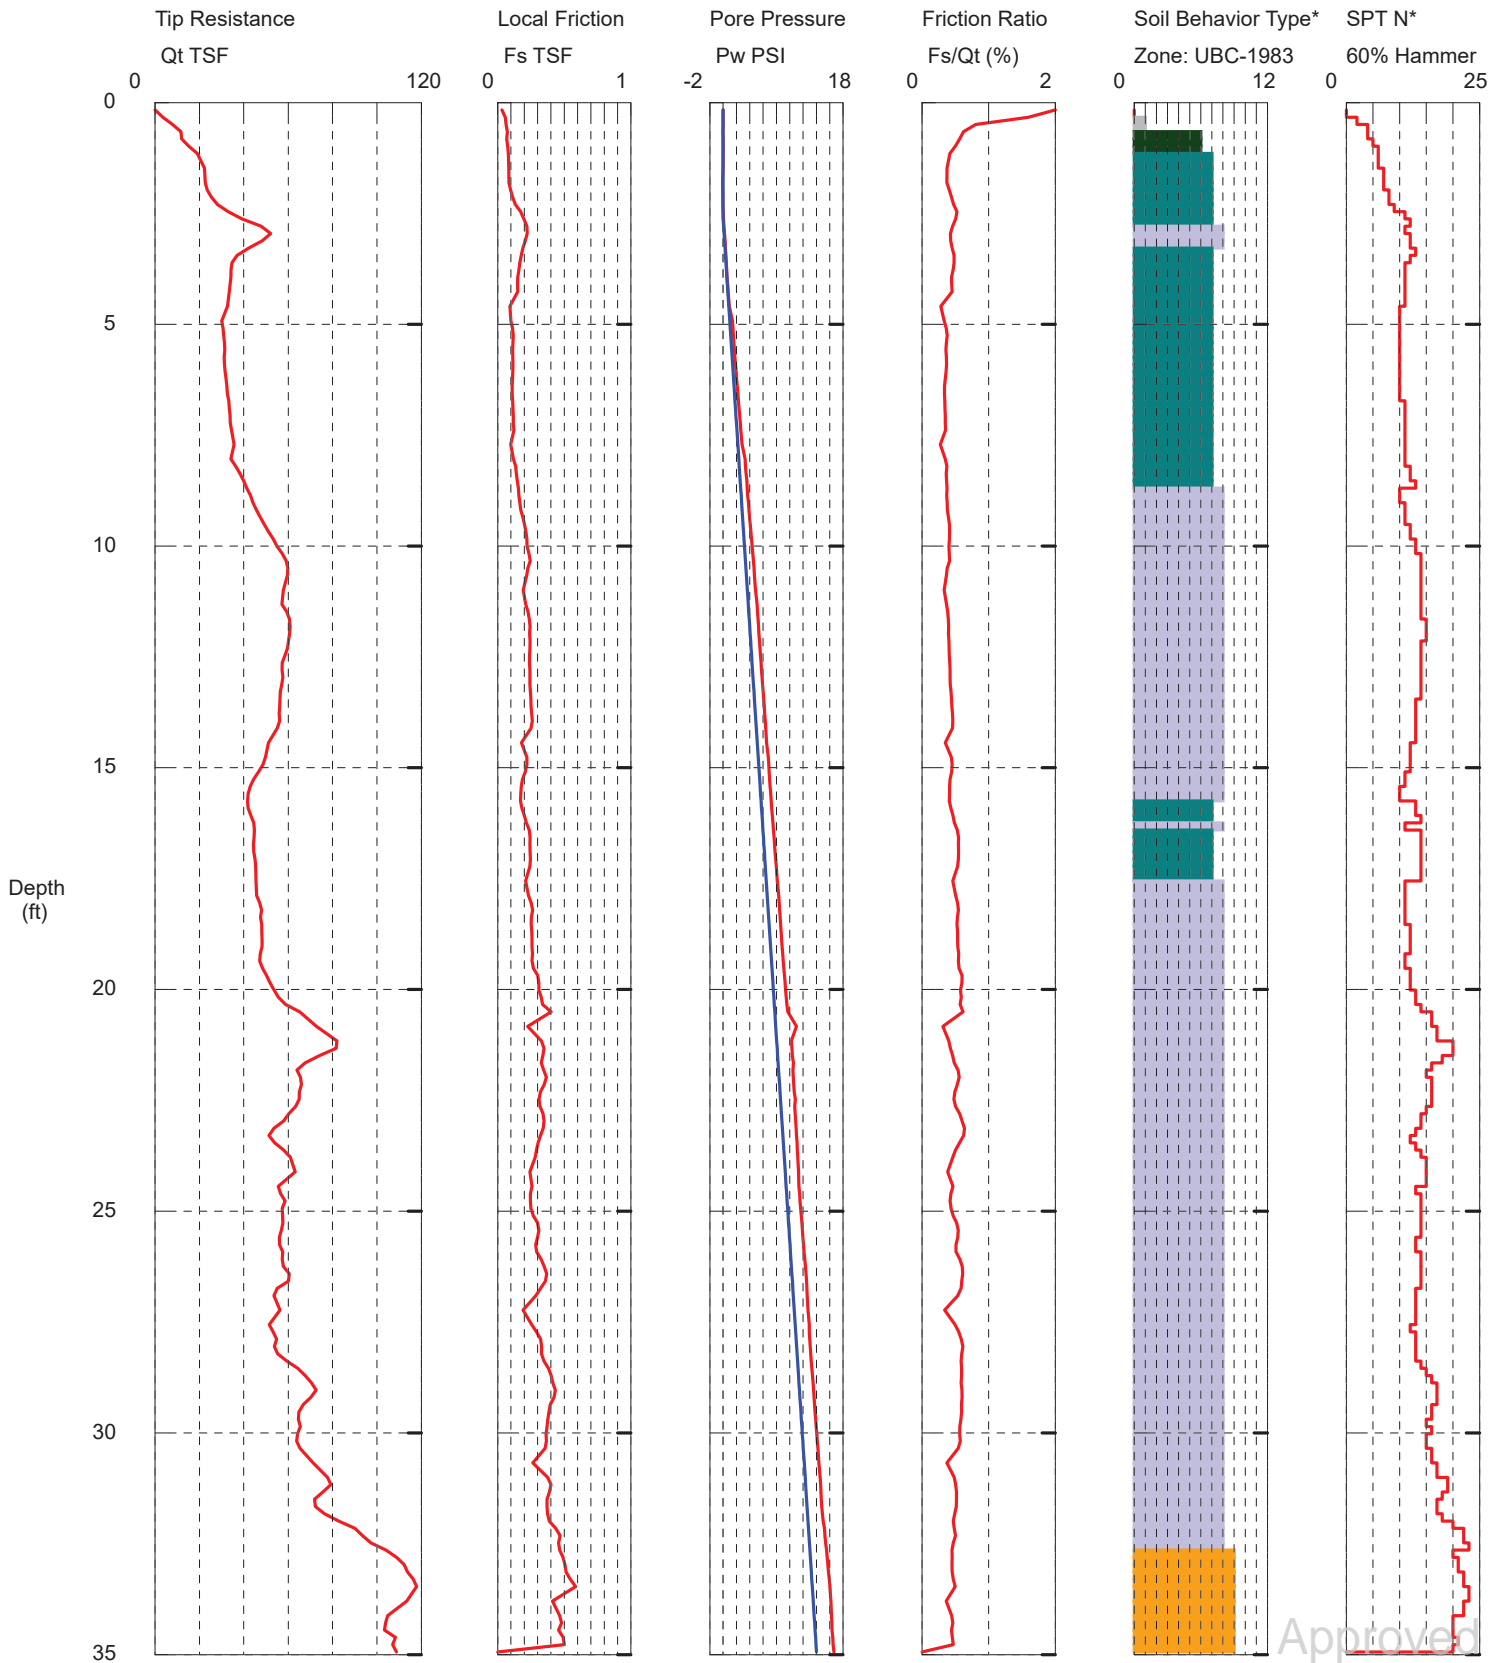 Tip Resistance
Local Friction
Pore Pressure
Friction Ratio
Soil Behavior Type*
SPT N*
Qt TSF
Fs TSF
Pw PSI
Fs/Qt (%)
Zone: UBC-1983
60% Hammer
0 120
0 1
-2 18
0 2
0 12
0 25
0
5
10
15
Depth
(ft)
20
25
30
35
Approved